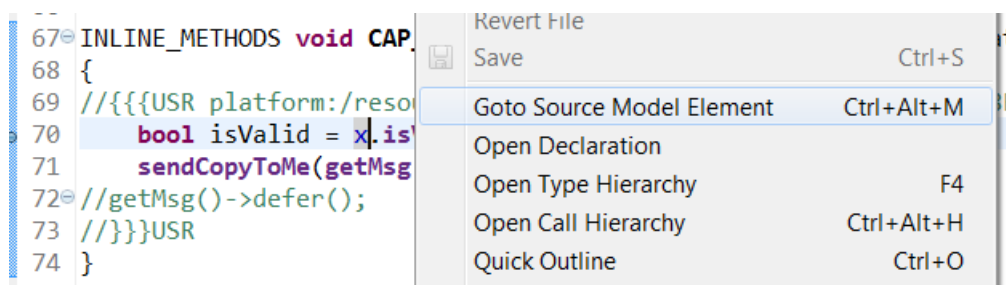 Revert File
67 INLINE_METHODS void CAP_
Save Ctrl+S
68 {
69 //{{{USR platform:/resou
Goto Source Model Element Ctrl+Alt+M
70 bool isValid = x.is
Open Declaration
71 sendCopyToMe(getMsg
Open Type Hierarchy F4
72 //getMsg()->defer();
73 //}}}USR
Open Call Hierarchy Ctrl+Alt+H
74 }
Quick Outline Ctrl+O